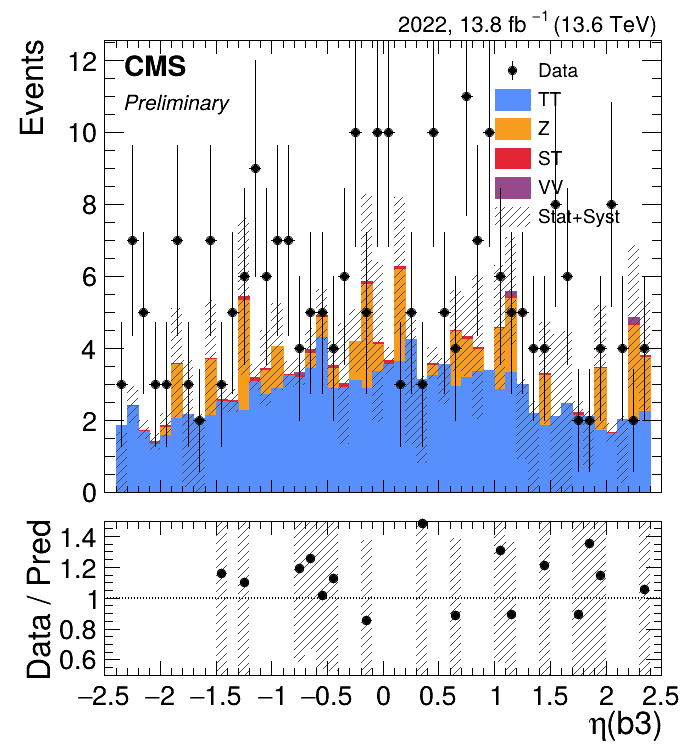 2022, 13.8 fb⁻¹ (13.6 TeV)
Events
CMS
Preliminary
Data
TT
Z
ST
VV
Stat+Syst
12
10
8
6
4
2
0
Data / Pred
1.4
1.2
1
0.8
0.6
−2.5 −2 −1.5 −1 −0.5 0 0.5 1 1.5 2 2.5
η(b3)